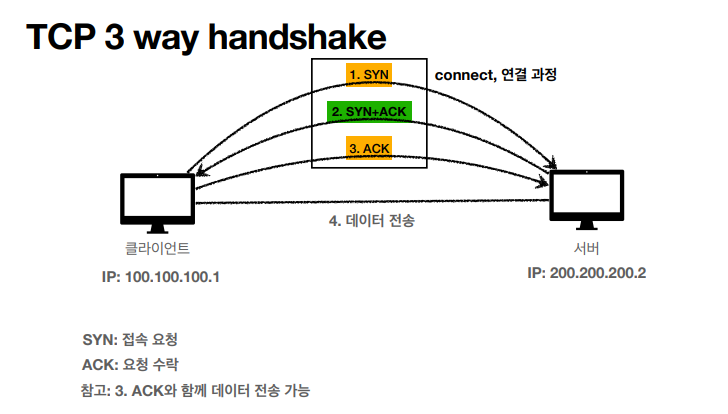 TCP 3 way handshake
1. SYN
connect, 연결 과정
2. SYN+ACK
3. ACK
4. 데이터 전송
클라이언트
서버
IP: 100.100.100.1
IP: 200.200.200.2
SYN: 접속 요청
ACK: 요청 수락
참고: 3. ACK와 함께 데이터 전송 가능